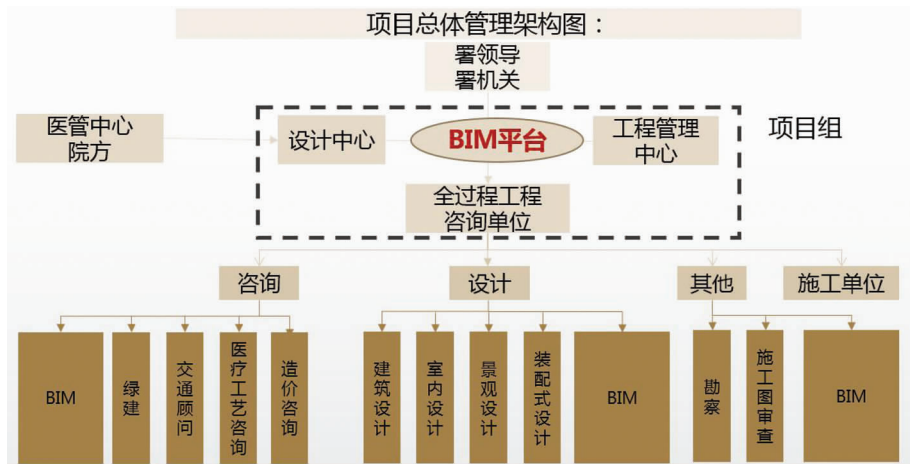 项目总体管理架构图：
署领导
署机关
医管中心
院方
设计中心
BIM平台
工程管理
中心
项目组
全过程工程
咨询单位
咨询
设计
其他
施工单位
BIM
绿建
交通顾问
医疗工艺咨询
造价咨询
建筑设计
室内设计
景观设计
装配式设计
BIM
勘察
施工图审查
BIM